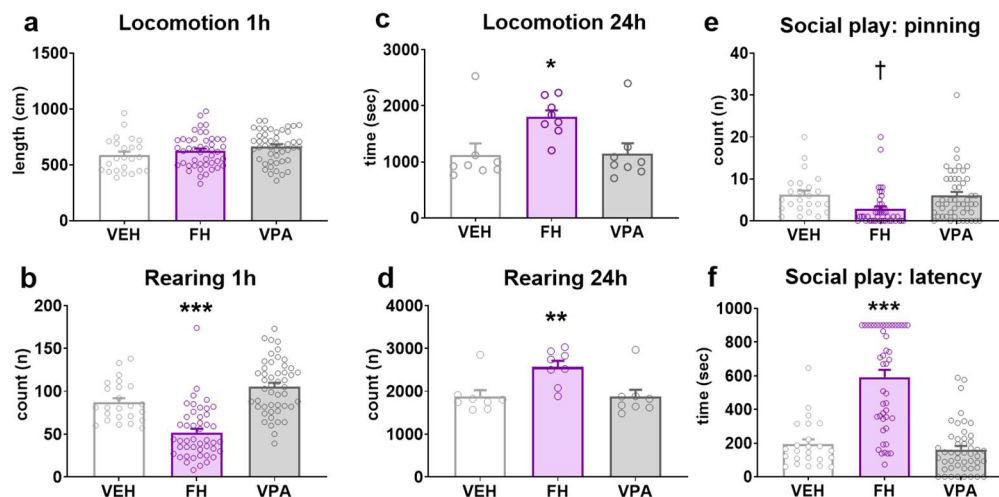 a
Locomotion 1h
length (cm)
1500
1000
500
0
VEH
FH
VPA
b
Rearing 1h
***
count (n)
200
150
100
50
0
VEH
FH
VPA
c
Locomotion 24h
*
time (sec)
3000
2000
1000
0
VEH
FH
VPA
d
Rearing 24h
**
count (n)
4000
3000
2000
1000
0
VEH
FH
VPA
e
Social play: pinning
†
count (n)
40
30
20
10
0
VEH
FH
VPA
f
Social play: latency
***
time (sec)
1000
800
600
400
200
0
VEH
FH
VPA